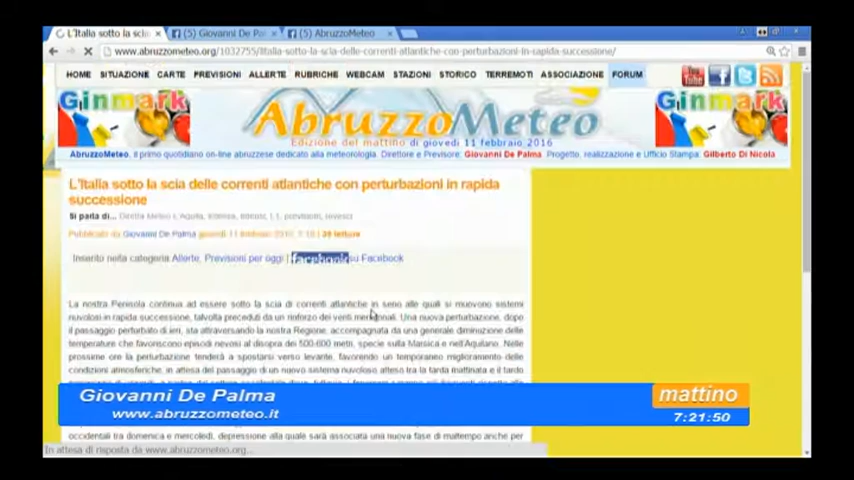 L'Italia sotto la scia
(5) Giovanni De Pal
(5) AbruzzoMeteo
www.abruzzometeo.org/1032755/litalia-sotto-la-scia-delle-correnti-atlantiche-con-perturbazioni-in-rapida-successione/
HOME SITUAZIONE CARTE PREVISIONI ALLERTE RUBRICHE WEBCAM STAZIONI STORICO TERREMOTI ASSOCIAZIONE FORUM
You Tube
Ginmark
AbruzzoMeteo
Ginmark
Edizione del mattino di giovedi 11 febbraio 2016
AbruzzoMeteo, il primo quotidiano on-line abruzzese dedicato alla meteorologia. Direttore e Previsore: Giovanni De Palma Progetto, realizzazione e Ufficio Stampa: Gilberto Di Nicola
L'Italia sotto la scia delle correnti atlantiche con perturbazioni in rapida
successione
Si parla di...
Pubblicato da Giovanni De Palma giovedì 11 febbraio
Inserito nella categoria Allerte, Previsioni per oggi | facebook su Facebook
La nostra Penisola continua ad essere sotto la scia di correnti atlantiche in seno alle quali si muovono sistemi
nuvolosi in rapida successione, talvolta preceduti da un rinforzo dei venti meridionali. Una nuova perturbazione, dopo
il passaggio perturbato di ieri, sta attraversando la nostra Regione, accompagnata da una generale diminuzione delle
temperature che favoriscono episodi nevosi al disopra dei 500-600 metri, specie sulla Marsica e nell'Aquilano. Nelle
prossime ore la perturbazione tenderà a spostarsi verso levante, favorendo un temporaneo miglioramento delle
condizioni atmosferiche, in attesa del passaggio di un nuovo sistema nuvoloso atteso tra la tarda mattinata e il tardo
Giovanni De Palma
mattino
www.abruzzometeo.it
7:21:50
occidentali tra domenica e mercoledì, depressione alla quale sarà associata una nuova fase di maltempo anche per
In attesa di risposta da www.abruzzometeo.org...